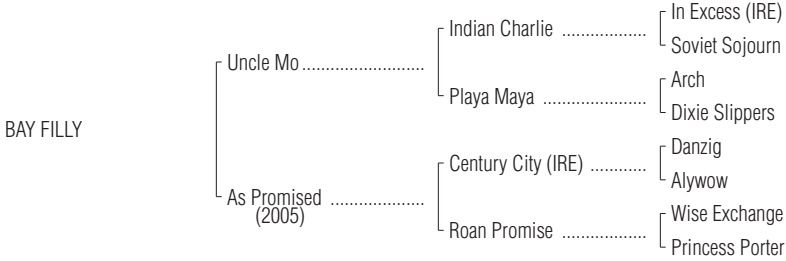 In Excess (IRE)
Indian Charlie ..................
Soviet Sojourn
Uncle Mo..........................
Arch
Playa Maya ......................
Dixie Slippers
BAY FILLY
Danzig
Century City (IRE) ............
Alywow
As Promised ....................
(2005)
Wise Exchange
Roan Promise ..................
Princess Porter